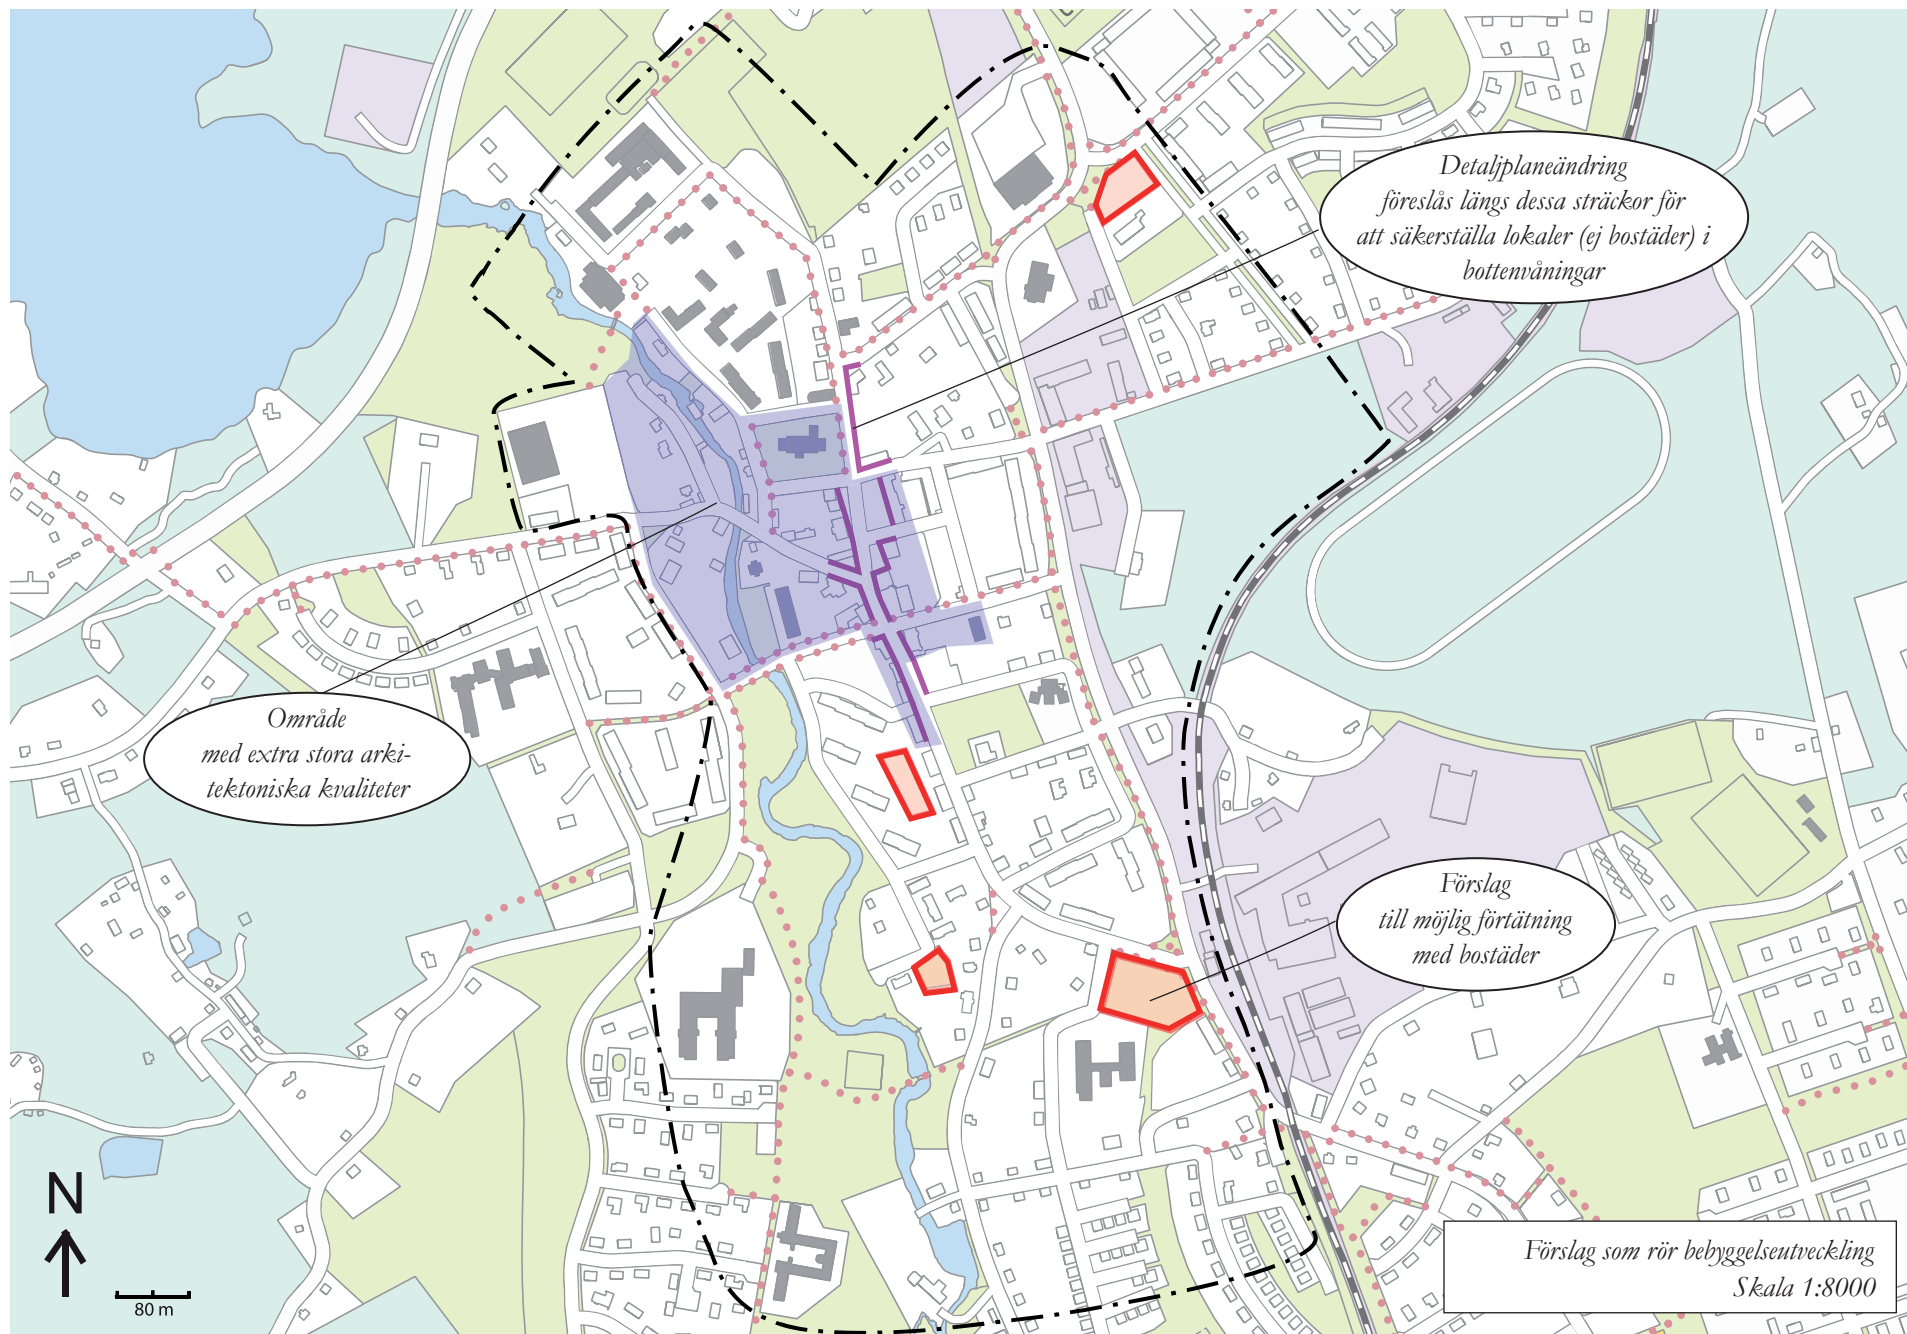 Detaljplaneändring
föreslås längs dessa sträckor för
att säkerställa lokaler (ej bostäder) i
bottenvåningar
Område
med extra stora arki-
tektoniska kvaliteter
Förslag
till möjlig förtätning
med bostäder
N
80 m
Förslag som rör bebyggelseutveckling
Skala 1:8000